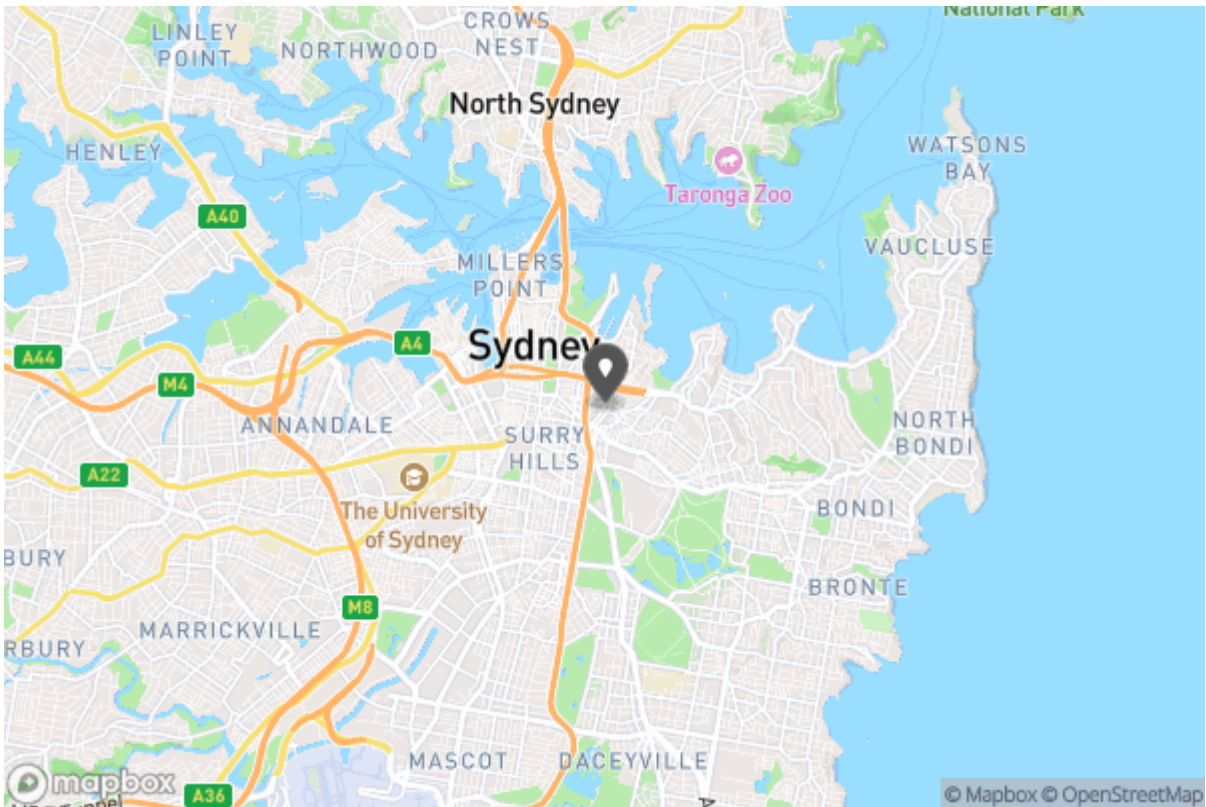 National Park
LINLEY
POINT
NORTHWOOD
CROWS
NEST
North Sydney
HENLEY
WATSONS
BAY
Taronga Zoo
A40
VAUCLUSE
MILLERS
POINT
Sydney
A4
A44
M4
ANNANDALE
NORTH
BONDI
SURRY
HILLS
A22
The University
of Sydney
BONDI
BURY
BRONTE
M8
MARRICKVILLE
RBURY
MASCOT
DACEYVILLE
mapbox
A36
© Mapbox © OpenStreetMap